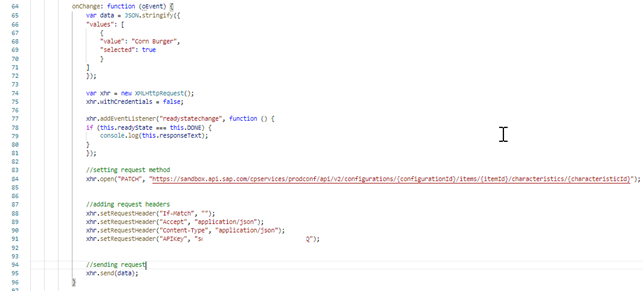 64 onChange: function (oEvent) {
65 var data = JSON.stringify({
66 "values": [
67 {
68 "value": "Corn Burger",
69 "selected": true
70 }
71 ]
72 });
73
74 var xhr = new XMLHttpRequest();
75 xhr.withCredentials = false;
76
77 xhr.addEventListener("readystatechange", function () {
78 if (this.readyState === this.DONE) {
79 console.log(this.responseText);
80 }
81 });
82
83 //setting request method
84 xhr.open("PATCH", "https://sandbox.api.sap.com/cpservices/prodconf/api/v2/configurations/{configurationId}/items/{itemId}/characteristics/{characteristicId}");
85
86
87 //adding request headers
88 xhr.setRequestHeader("If-Match", "");
89 xhr.setRequestHeader("Accept", "application/json");
90 xhr.setRequestHeader("Content-Type", "application/json");
91 xhr.setRequestHeader("APIKey", "s Q");
92
93
94 //sending request
95 xhr.send(data);
96 }